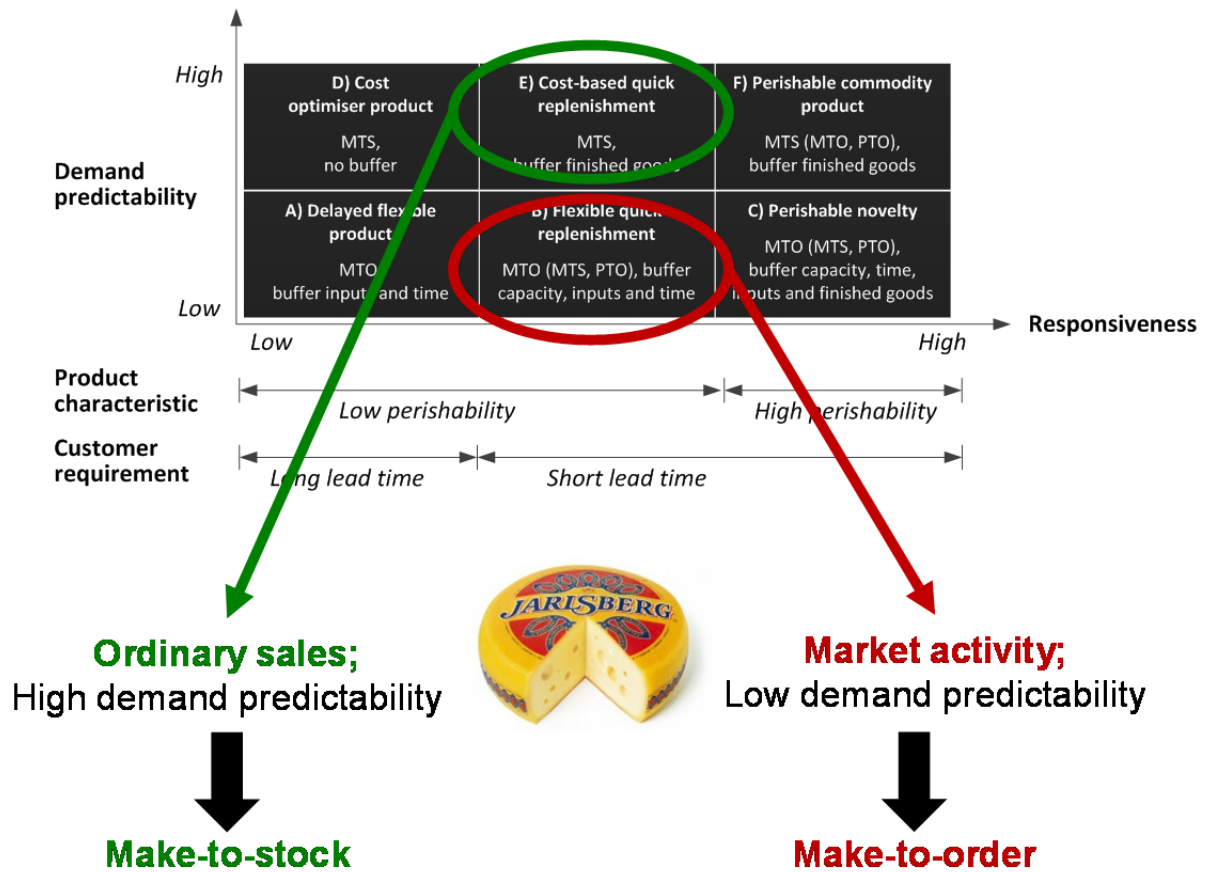 High
D) Cost
optimiser product
MTS,
no buffer
E) Cost-based quick
replenishment
MTS,
buffer finished goods
F) Perishable commodity
product
MTS (MTO, PTO),
buffer finished goods
Demand
predictability
A) Delayed flexible
product
MTO
buffer inputs and time
B) Flexible quick
replenishment
MTO (MTS, PTO), buffer
capacity, inputs and time
C) Perishable novelty
MTO (MTS, PTO),
buffer capacity, time,
inputs and finished goods
Low
Low
High
Responsiveness
Product
characteristic
Low perishability
High perishability
Customer
requirement
Long lead time
Short lead time
JARLSBERG
Ordinary sales;
High demand predictability
Market activity;
Low demand predictability
Make-to-stock
Make-to-order